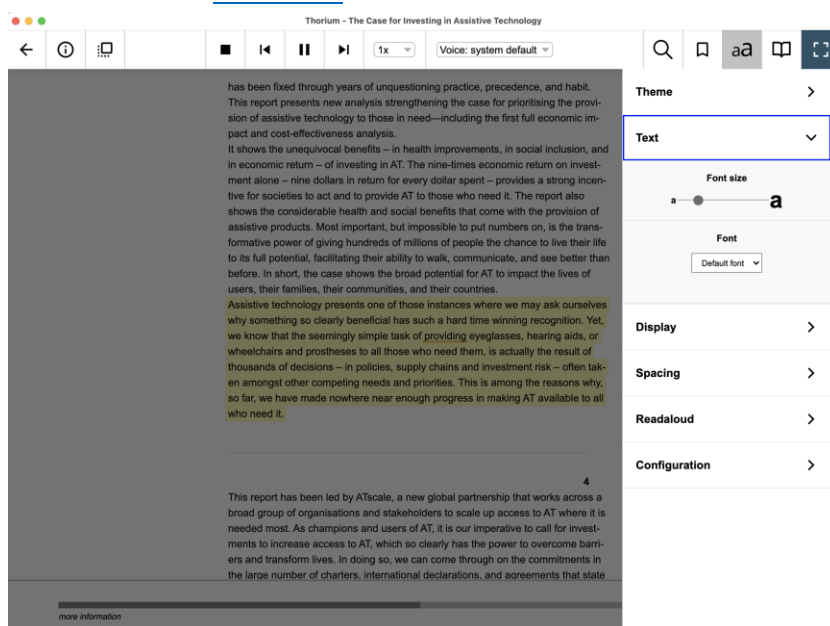 Thorium - The Case for Investing in Assistive Technology
1x
Voice: system default
aa
has been fixed through years of unquestioning practice, precedence, and habit.
This report presents new analysis strengthening the case for prioritising the provi-
sion of assistive technology to those in need—including the first full economic im-
pact and cost-effectiveness analysis.
It shows the unequivocal benefits – in health improvements, in social inclusion, and
in economic return – of investing in AT. The nine-times economic return on invest-
ment alone – nine dollars in return for every dollar spent – provides a strong incen-
tive for societies to act and to provide AT to those who need it. The report also
shows the considerable health and social benefits that come with the provision of
assistive products. Most important, but impossible to put numbers on, is the trans-
formative power of giving hundreds of millions of people the chance to live their life
to its full potential, facilitating their ability to walk, communicate, and see better than
before. In short, the case shows the broad potential for AT to impact the lives of
users, their families, their communities, and their countries.
Assistive technology presents one of those instances where we may ask ourselves
why something so clearly beneficial has such a hard time winning recognition. Yet,
we know that the seemingly simple task of providing eyeglasses, hearing aids, or
wheelchairs and prostheses to all those who need them, is actually the result of
thousands of decisions – in policies, supply chains and investment risk – often tak-
en amongst other competing needs and priorities. This is among the reasons why,
so far, we have made nowhere near enough progress in making AT available to all
who need it.
4
This report has been led by ATscale, a new global partnership that works across a
broad group of organisations and stakeholders to scale up access to AT where it is
needed most. As champions and users of AT, it is our imperative to call for invest-
ments to increase access to AT, which so clearly has the power to overcome barri-
ers and transform lives. In doing so, we can come through on the commitments in
the large number of charters, international declarations, and agreements that state
more information
Theme
Text
Font size
a a
Font
Default font
Display
Spacing
Readaloud
Configuration